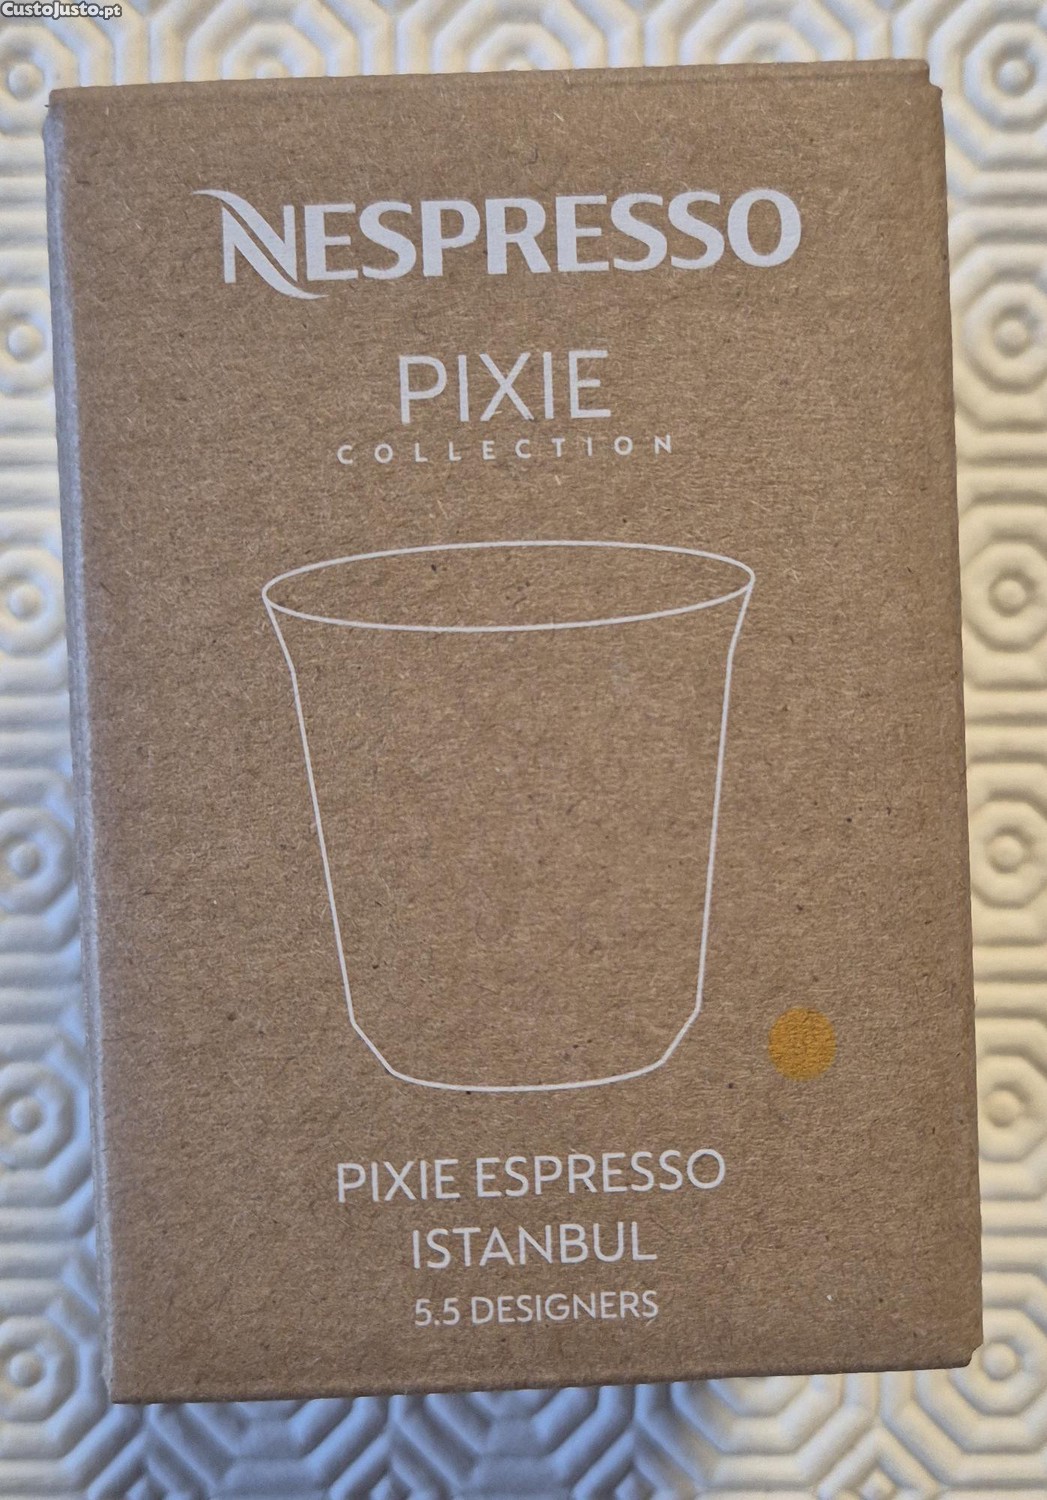 CustoJusto.pt
NESPRESSO
PIXIE
COLLECTION
PIXIE ESPRESSO
ISTANBUL
5.5 DESIGNERS